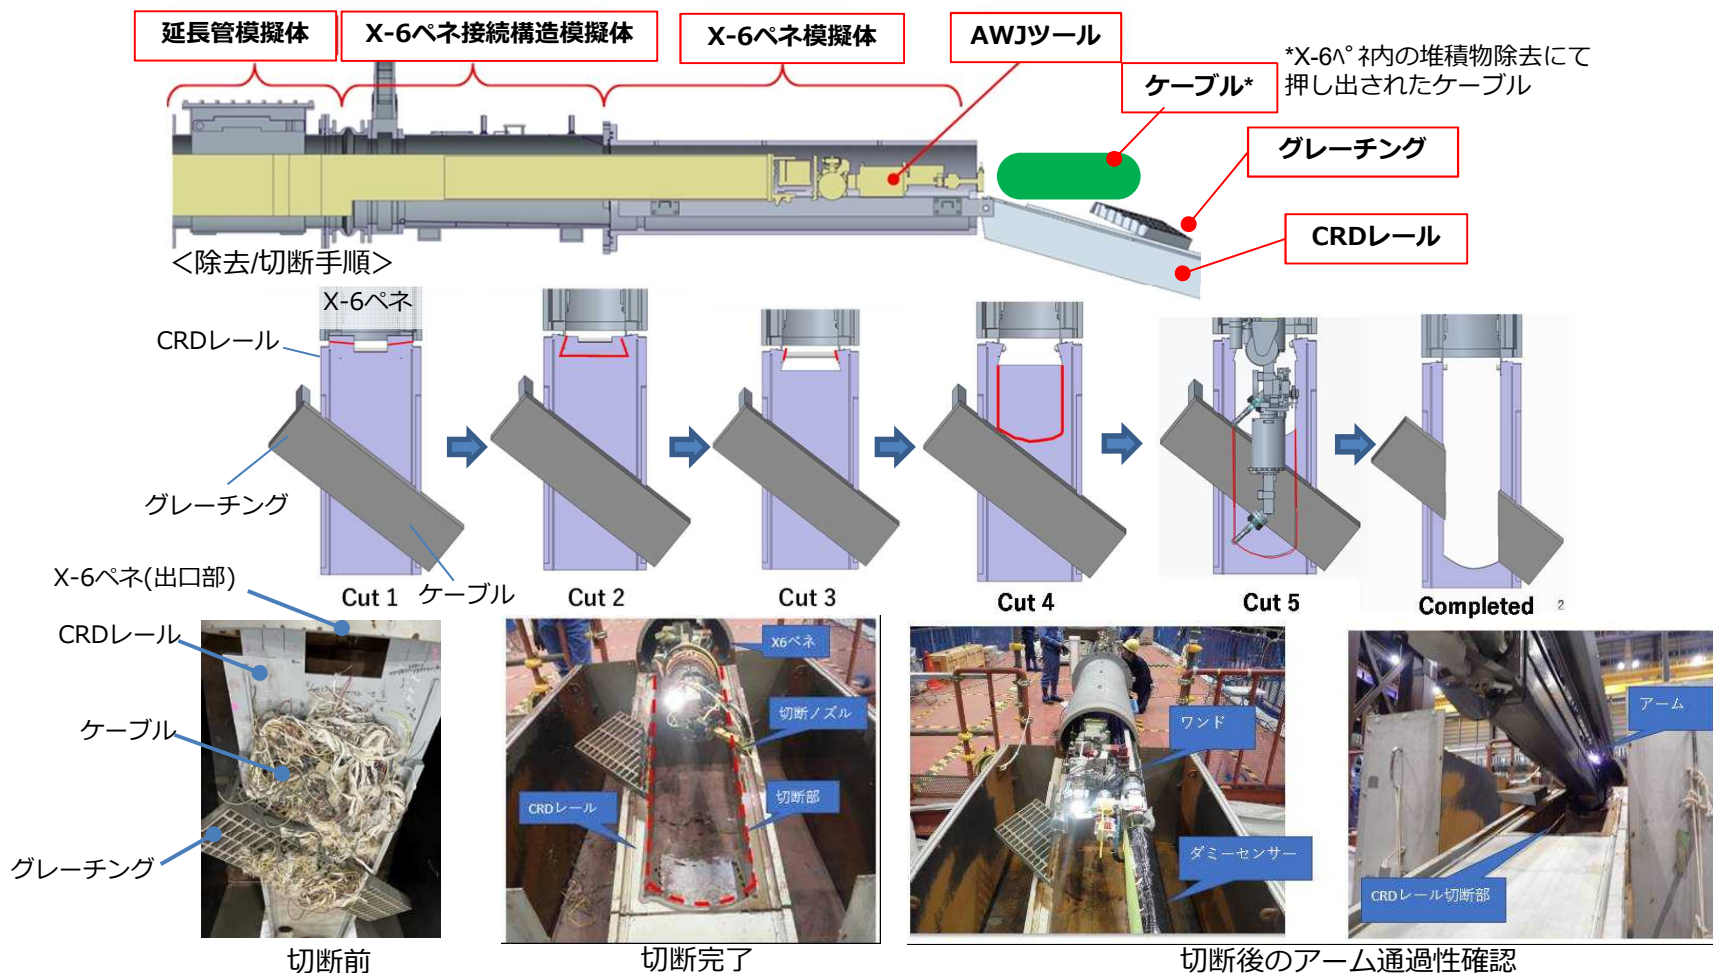 延長管模擬体
X-6ペネ接続構造模擬体
X-6ペネ模擬体
AWJツール
ケーブル*
*X-6ﾍﾟﾈ内の堆積物除去にて
押し出されたケーブル
グレーチング
CRDレール
＜除去/切断手順＞
X-6ペネ
CRDレール
グレーチング
ケーブル
Cut 1
Cut 2
Cut 3
Cut 4
Cut 5
Completed
2
X-6ペネ(出口部)
CRDレール
ケーブル
グレーチング
切断前
X6ペネ
切断ノズル
切断部
CRDレール
切断完了
ワンド
ダミーセンサー
アーム
CRDレール切断部
切断後のアーム通過性確認